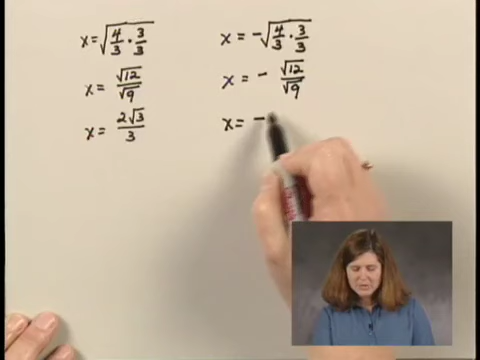 x = √(4/3 · 3/3)
x = √12/√9
x = 2√3/3
x = -√(4/3 · 3/3)
x = - √12/√9
x = -